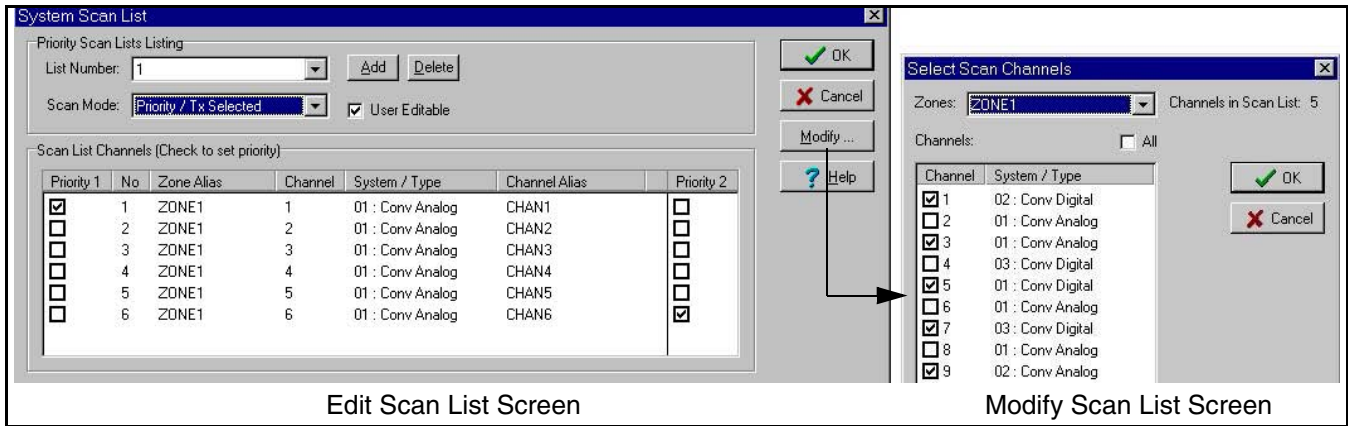 System Scan List
Priority Scan Lists Listing
List Number: 1
Add Delete
Scan Mode: Priority / Tx Selected
User Editable
OK
Cancel
Modify ...
Help
Scan List Channels (Check to set priority)
Priority 1 No Zone Alias Channel System / Type Channel Alias Priority 2
1 ZONE1 1 01 : Conv Analog CHAN1
2 ZONE1 2 01 : Conv Analog CHAN2
3 ZONE1 3 01 : Conv Analog CHAN3
4 ZONE1 4 01 : Conv Analog CHAN4
5 ZONE1 5 01 : Conv Analog CHAN5
6 ZONE1 6 01 : Conv Analog CHAN6
Edit Scan List Screen
Select Scan Channels
Zones: ZONE1 Channels in Scan List: 5
Channels: All
Channel System / Type
1 02 : Conv Digital
2 01 : Conv Analog
3 01 : Conv Analog
4 03 : Conv Digital
5 01 : Conv Digital
6 01 : Conv Analog
7 03 : Conv Digital
8 01 : Conv Analog
9 02 : Conv Analog
OK
Cancel
Modify Scan List Screen